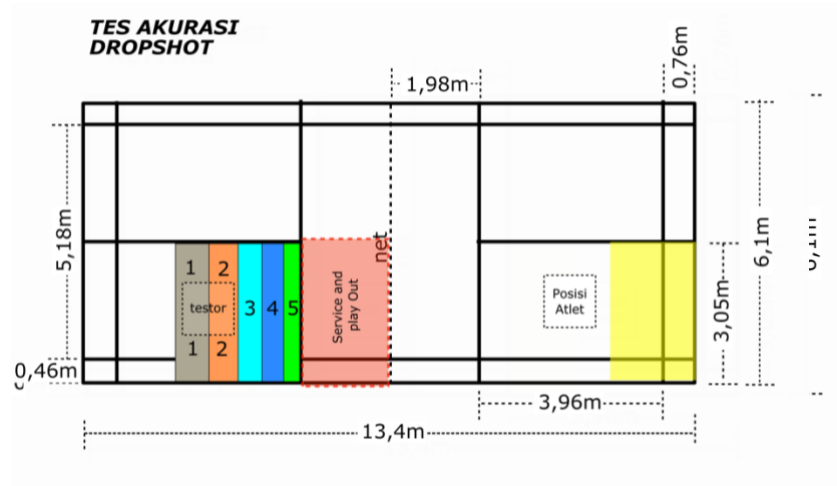 TES AKURASI
DROPSHOT
0,76m
1,98m
5,18m
net
6,1m
1
2
testor
3
4
5
Service and
play Out
Posisi
Atlet
3,05m
1
2
0,46m
3,96m
13,4m